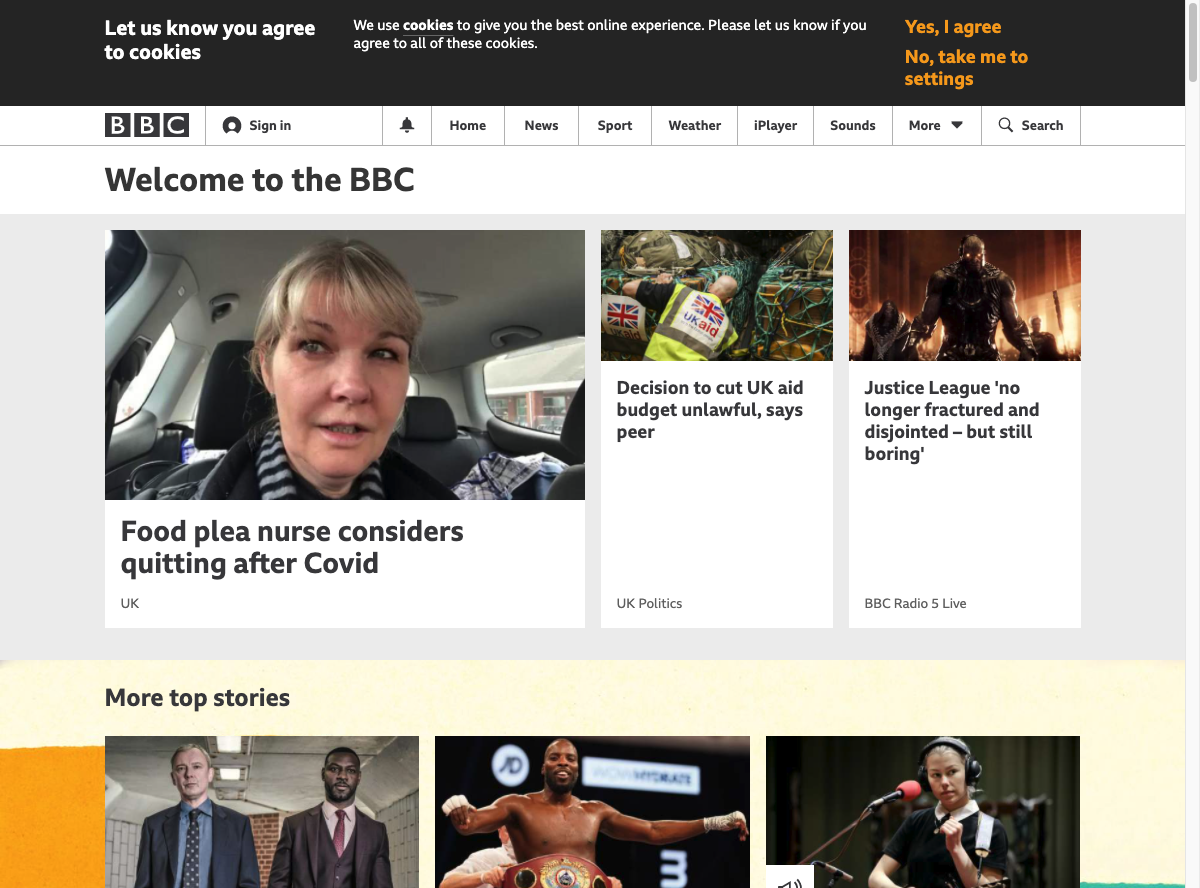 Let us know you agree
to cookies
We use cookies to give you the best online experience. Please let us know if you
agree to all of these cookies.
Yes, I agree
No, take me to
settings
BBC
Sign in
Home
News
Sport
Weather
iPlayer
Sounds
More
Search
Welcome to the BBC
UKaid
Food plea nurse considers
quitting after Covid
UK
Decision to cut UK aid
budget unlawful, says
peer
UK Politics
Justice League 'no
longer fractured and
disjointed – but still
boring'
BBC Radio 5 Live
More top stories
JD
WOW HYDRATE